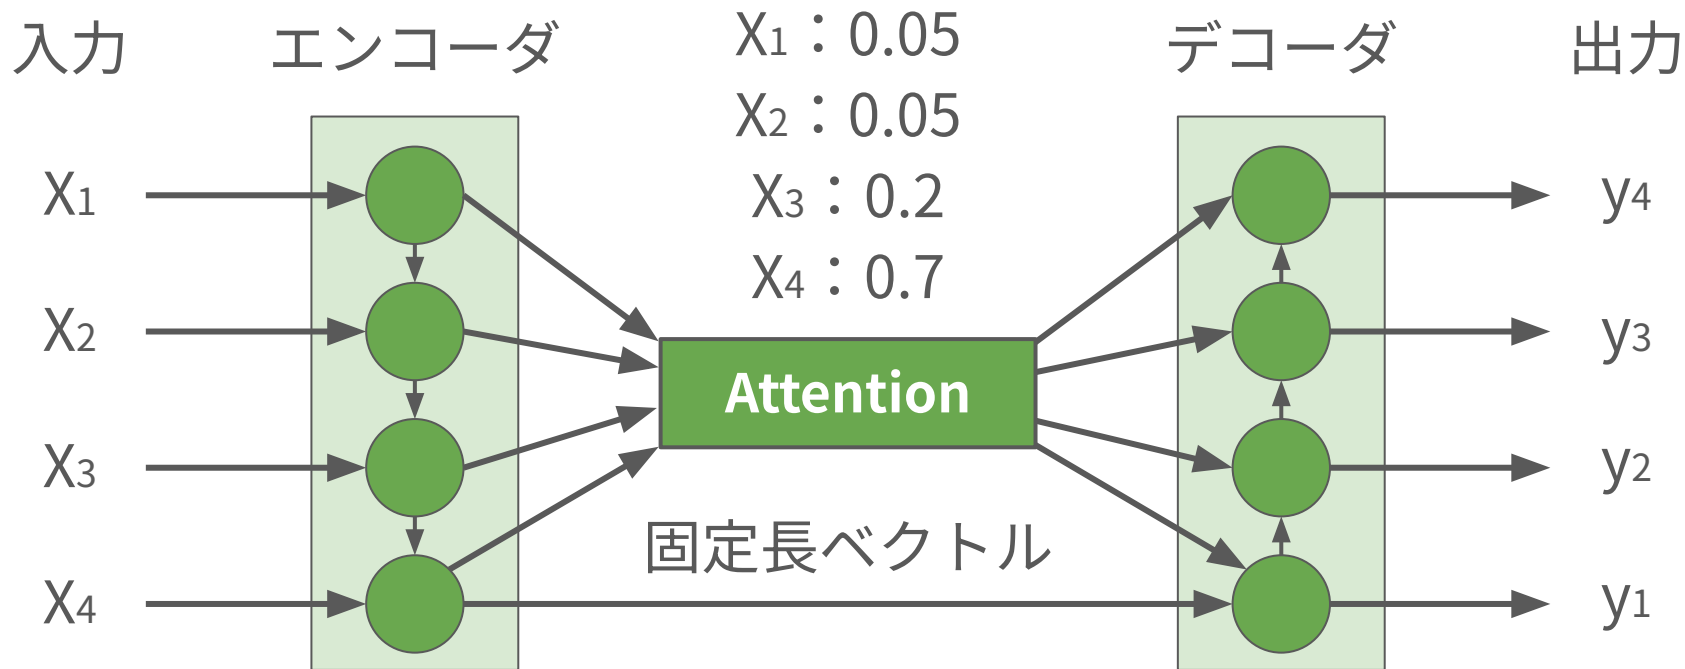 入力
エンコーダ
X1：0.05
X2：0.05
X3：0.2
X4：0.7
デコーダ
出力
X1
X2
X3
X4
Attention
固定長ベクトル
y4
y3
y2
y1